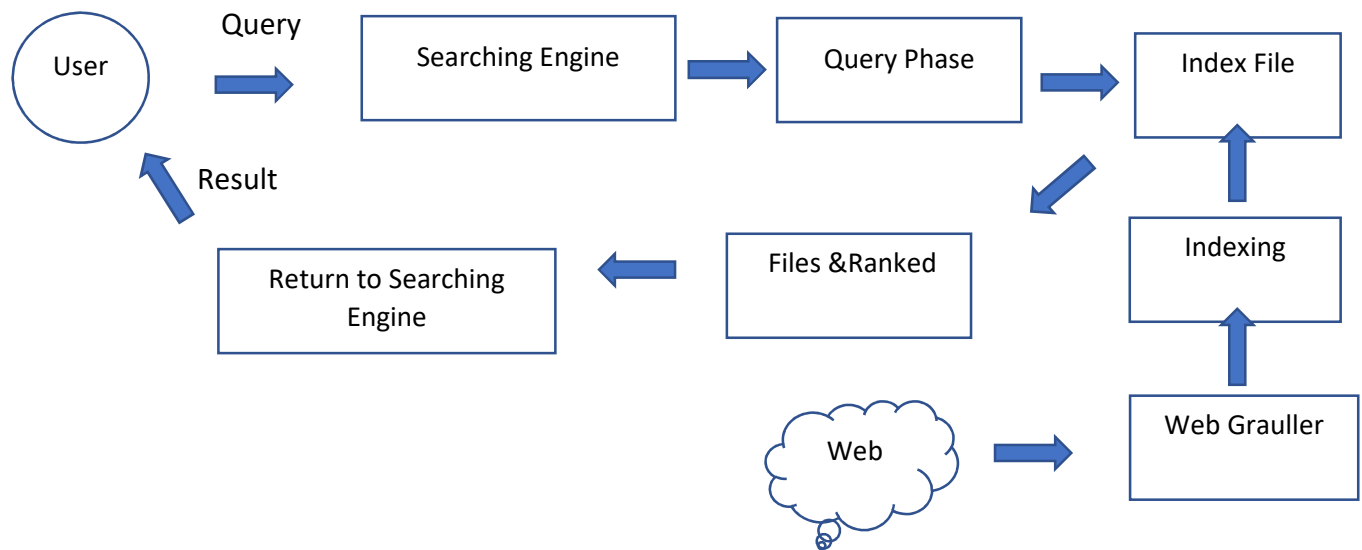 Query
User
Searching Engine
Query Phase
Index File
Result
Return to Searching
Engine
Files &Ranked
Indexing
Web
Web Grauller